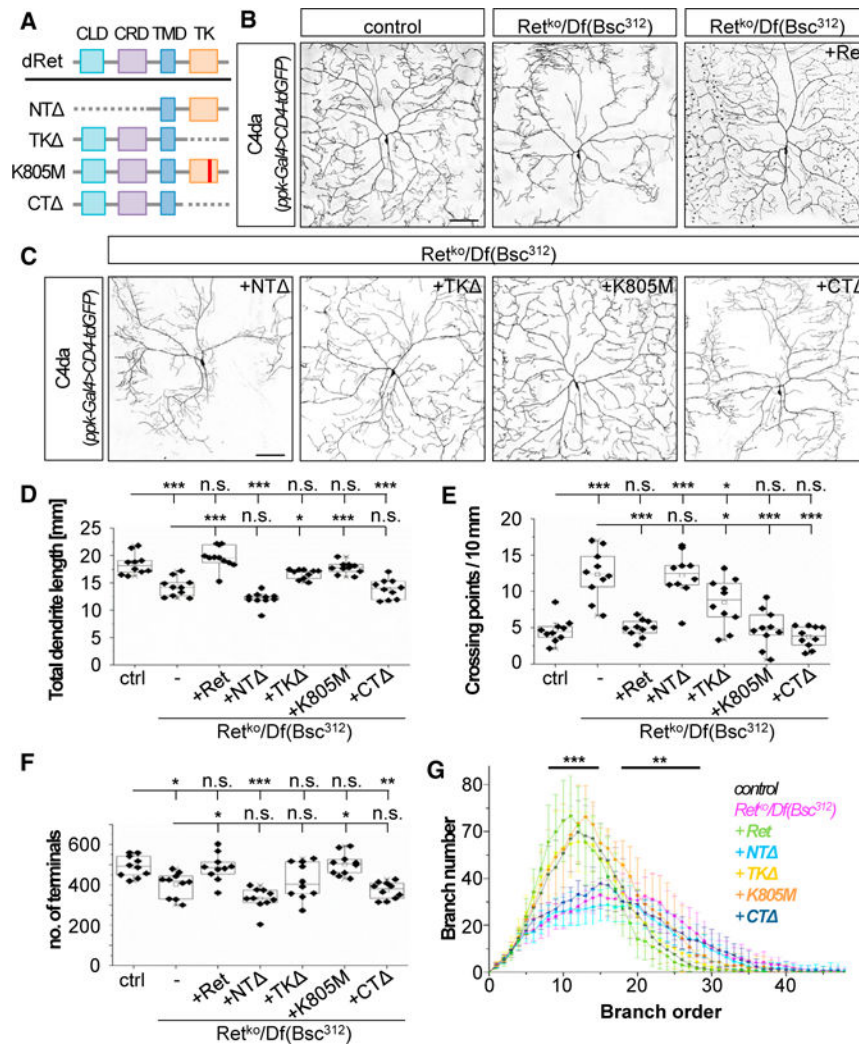 A
CLD CRD TMD TK
dRet
NTΔ
TKΔ
K805M
CTΔ
B
control
Ret^ko/Df(Bsc^312)
Ret^ko/Df(Bsc^312)
+Re
C4da
(ppk-Gal4>CD4-tdGFP)
C
Ret^ko/Df(Bsc^312)
+NTΔ
+TKΔ
+K805M
+CTΔ
C4da
(ppk-Gal4>CD4-tdGFP)
D
*** n.s. *** n.s. n.s. ***
*** n.s. * *** n.s.
Total dendrite length [mm]
25
20
15
10
5
0
ctrl - +Ret +NTΔ +TKΔ +K805M +CTΔ
Ret^ko/Df(Bsc^312)
E
*** n.s. *** * n.s. n.s.
*** n.s. * *** ***
Crossing points / 10 mm
20
15
10
5
0
ctrl - +Ret +NTΔ +TKΔ +K805M +CTΔ
Ret^ko/Df(Bsc^312)
F
* n.s. *** n.s. n.s. **
* n.s. n.s. * n.s.
no. of terminals
600
400
200
0
ctrl - +Ret +NTΔ +TKΔ +K805M +CTΔ
Ret^ko/Df(Bsc^312)
G
*** **
Branch number
80
60
40
20
0
0 10 20 30 40
Branch order
control
Ret^ko/Df(Bsc^312)
+Ret
+NTΔ
+TKΔ
+K805M
+CTΔ